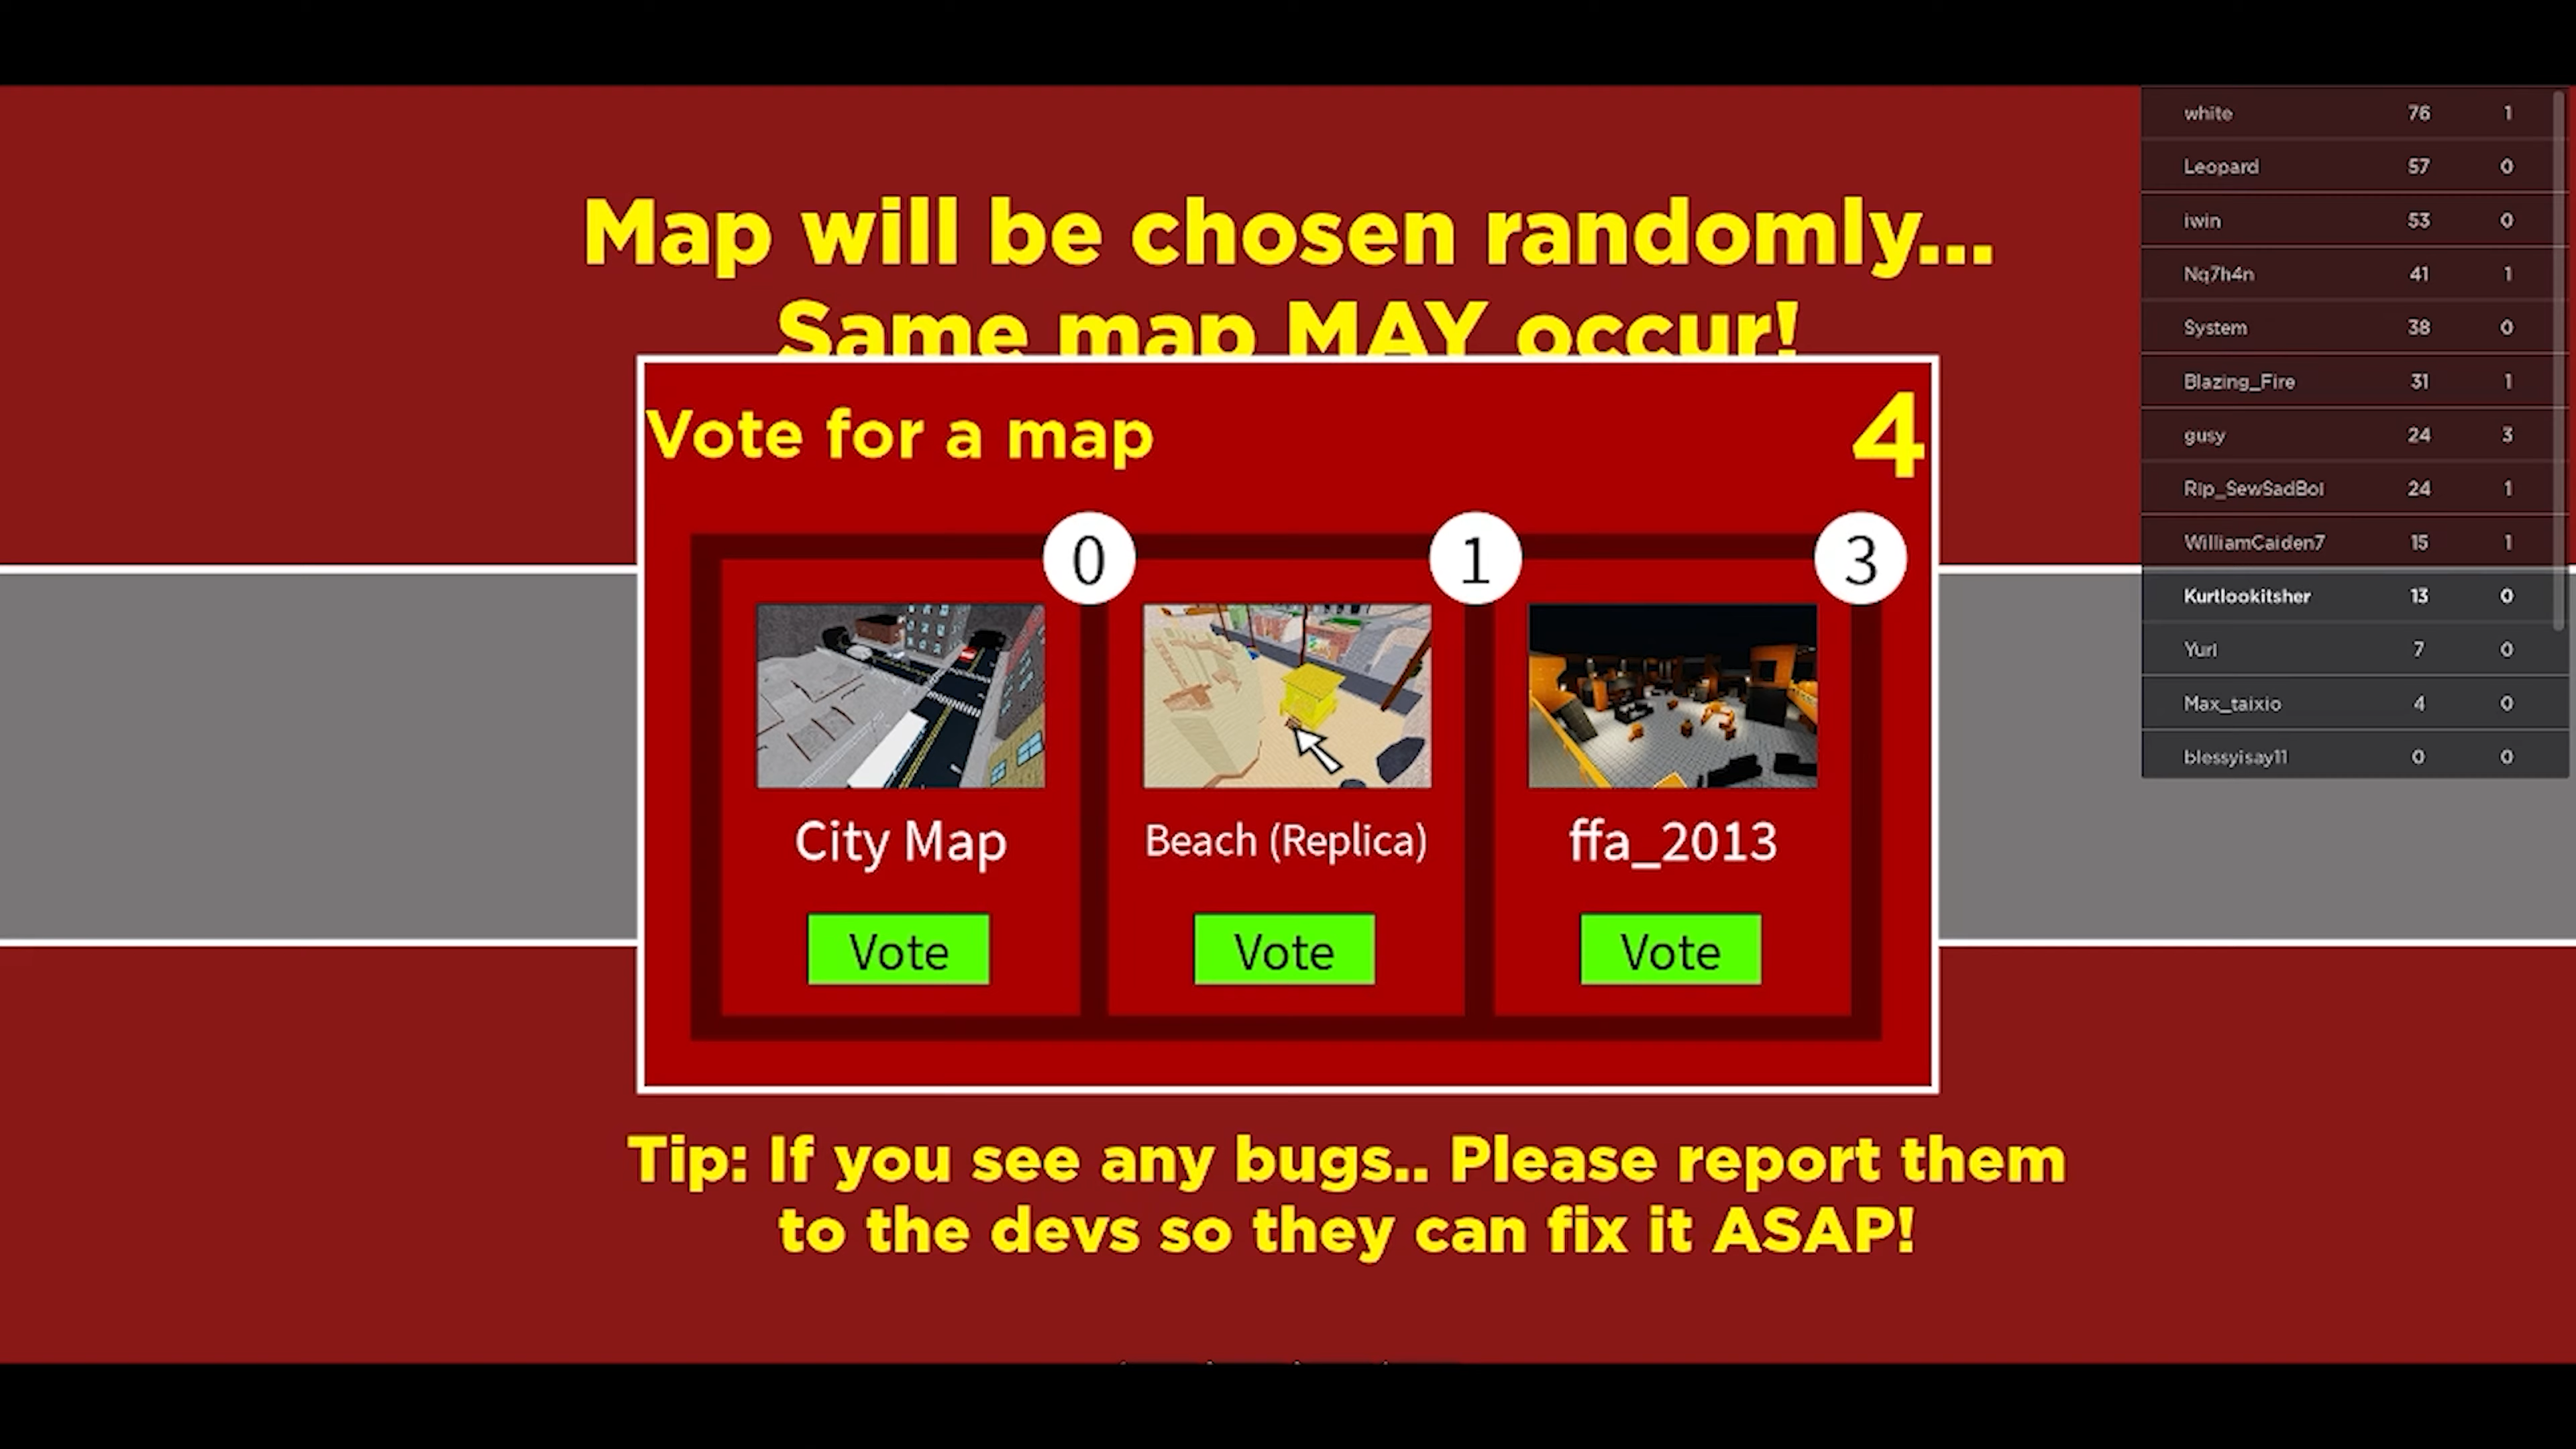 Map will be chosen randomly...
Same map MAY occur!
Vote for a map
4
0
1
3
City Map
Beach (Replica)
ffa_2013
Vote
Vote
Vote
Tip: If you see any bugs.. Please report them
to the devs so they can fix it ASAP!
white 76 1
Leopard 57 0
iwin 53 0
Nq7h4n 41 1
System 38 0
Blazing_Fire 31 1
gusy 24 3
Rip_SewSadBoi 24 1
WilliamCaiden7 15 1
Kurtlookitsher 13 0
Yuri 7 0
Max_taixio 4 0
blessyisay11 0 0